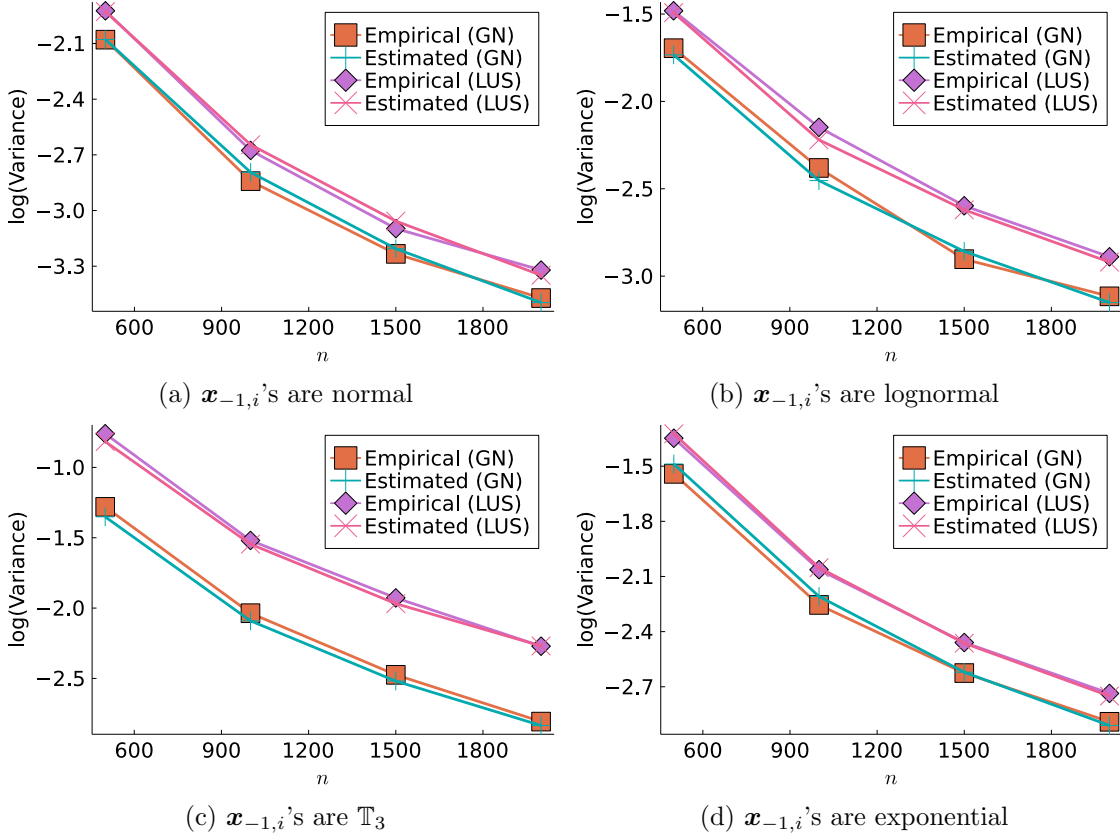 log(Variance)
−2.1
−2.4
−2.7
−3.0
−3.3
Empirical (GN)
Estimated (GN)
Empirical (LUS)
Estimated (LUS)
600 900 1200 1500 1800
n
(a) x₋₁,ᵢ's are normal
log(Variance)
−1.5
−2.0
−2.5
−3.0
Empirical (GN)
Estimated (GN)
Empirical (LUS)
Estimated (LUS)
600 900 1200 1500 1800
n
(b) x₋₁,ᵢ's are lognormal
log(Variance)
−1.0
−1.5
−2.0
−2.5
Empirical (GN)
Estimated (GN)
Empirical (LUS)
Estimated (LUS)
600 900 1200 1500 1800
n
(c) x₋₁,ᵢ's are 𝕋₃
log(Variance)
−1.5
−1.8
−2.1
−2.4
−2.7
Empirical (GN)
Estimated (GN)
Empirical (LUS)
Estimated (LUS)
600 900 1200 1500 1800
n
(d) x₋₁,ᵢ's are exponential